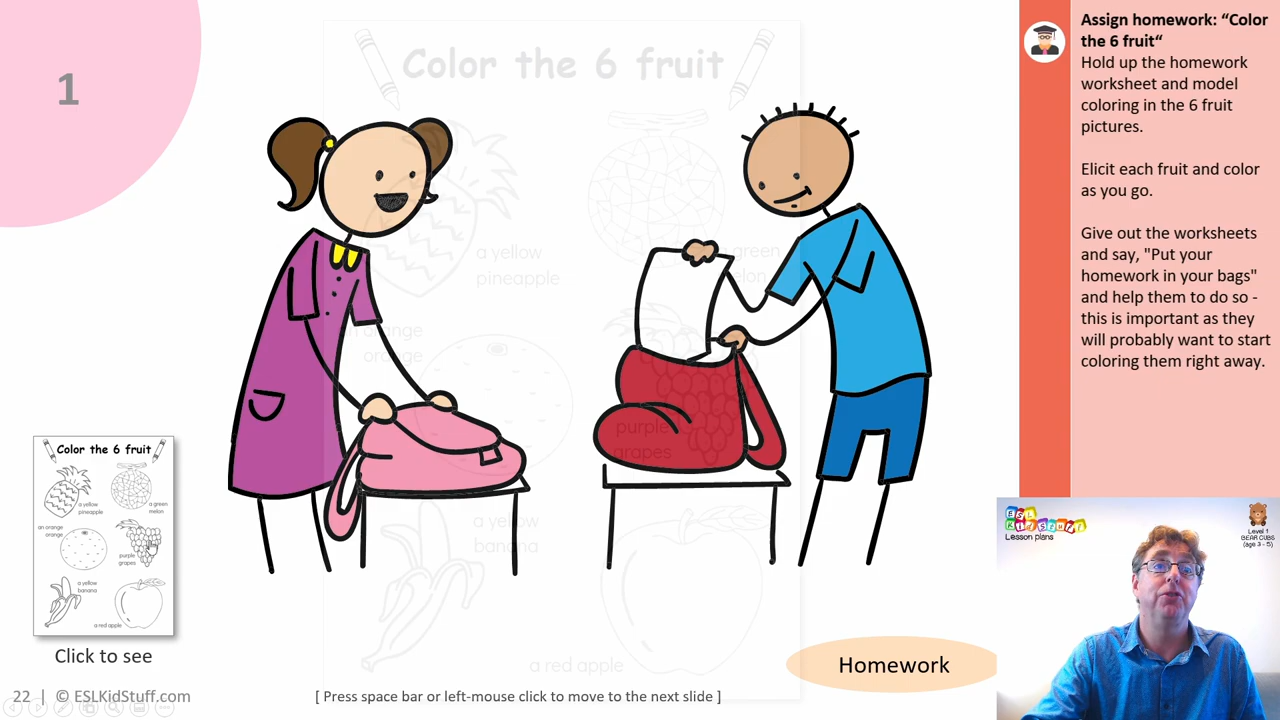 1
Color the 6 fruit
a yellow
pineapple
a green
melon
an orange
orange
purple
grapes
a yellow
banana
a red apple
Color the 6 fruit
a yellow
pineapple
a green
melon
an orange
orange
purple
grapes
a yellow
banana
a red apple
Click to see
22 | © ESLKidStuff.com
[ Press space bar or left-mouse click to move to the next slide ]
Homework
Assign homework: “Color
the 6 fruit“
Hold up the homework
worksheet and model
coloring in the 6 fruit
pictures.
Elicit each fruit and color
as you go.
Give out the worksheets
and say, "Put your
homework in your bags"
and help them to do so -
this is important as they
will probably want to start
coloring them right away.
ESL
KidStuff
Lesson plans
Level 1
BEAR CUBS
(age 3 - 5)